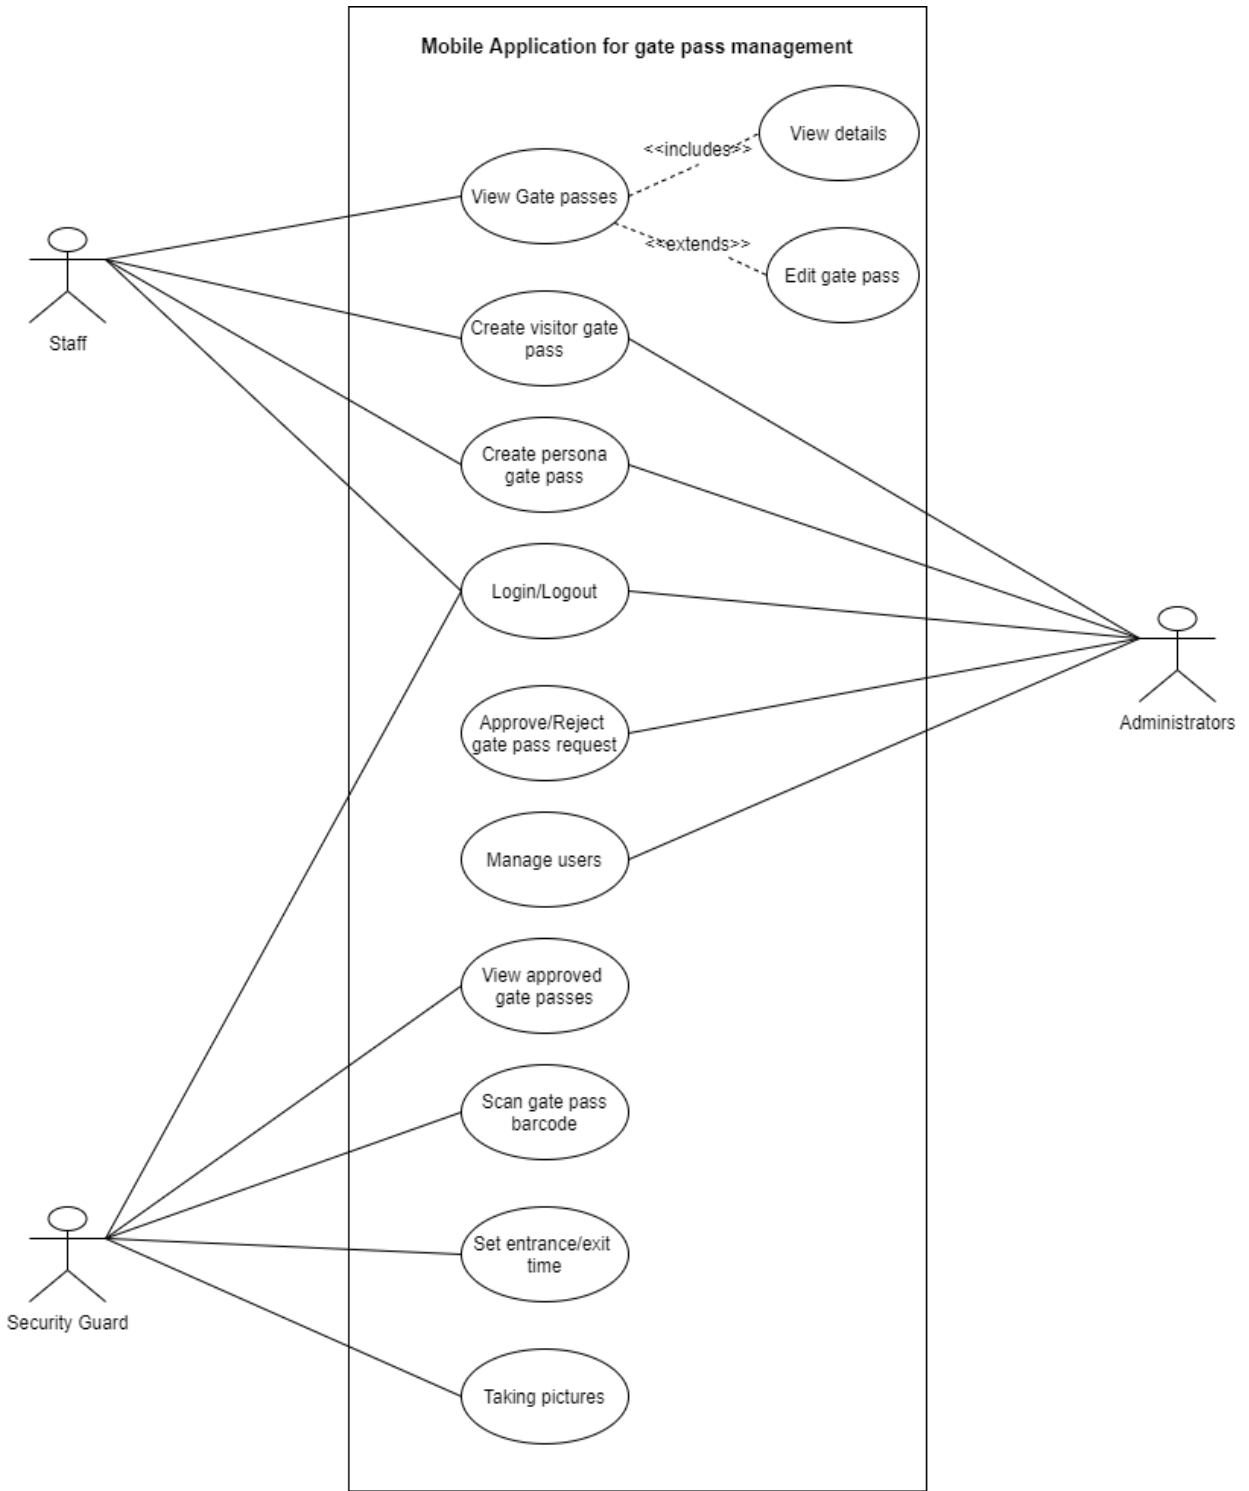 Mobile Application for gate pass management
View details
<<includes>>
View Gate passes
<<extends>>
Edit gate pass
Staff
Create visitor gate
pass
Create persona
gate pass
Login/Logout
Approve/Reject
gate pass request
Administrators
Manage users
View approved
gate passes
Scan gate pass
barcode
Set entrance/exit
time
Security Guard
Taking pictures